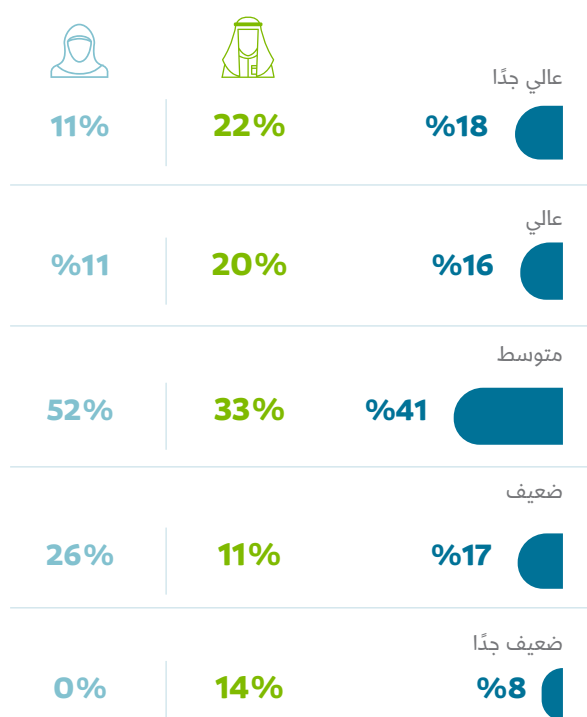 عالي جدًا
%18 22% 11%
عالي
%16 20% %11
متوسط
%41 33% 52%
ضعيف
%17 11% 26%
ضعيف جدًا
%8 14% 0%